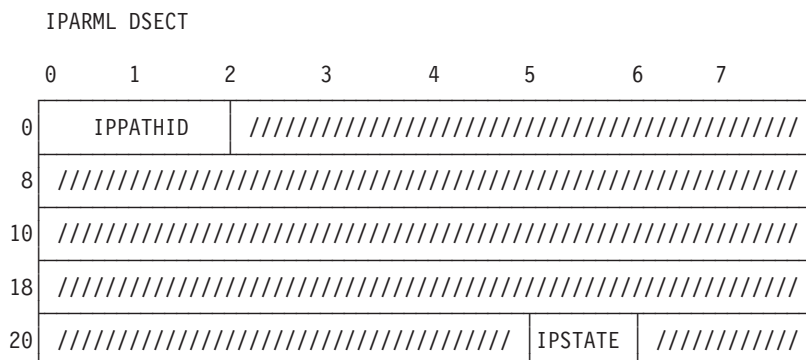 IPARML DSECT
0 1 2 3 4 5 6 7
0 IPPATHID //////////////////////////////////////////////
8 //////////////////////////////////////////////////////////////
10 //////////////////////////////////////////////////////////////
18 //////////////////////////////////////////////////////////////
20 ////////////////////////////////////// IPSTATE ////////////